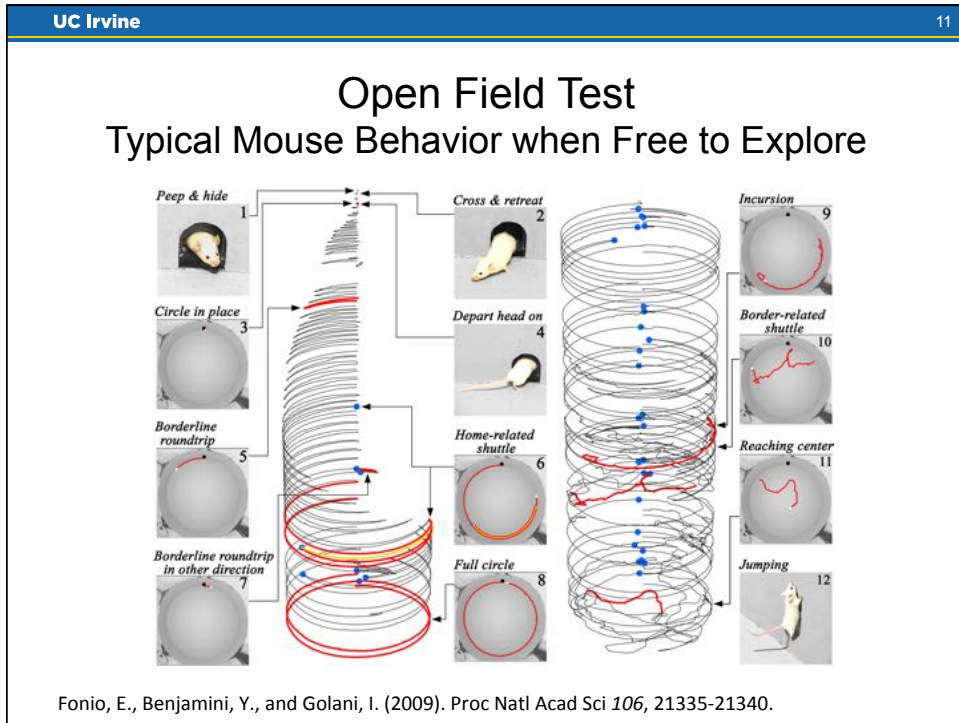 UC Irvine
11
Open Field Test
Typical Mouse Behavior when Free to Explore
Peep & hide
1
Cross & retreat
2
Circle in place
3
Depart head on
4
Borderline
roundtrip
5
Home-related
shuttle
6
Borderline roundtrip
in other direction
7
Full circle
8
Incursion
9
Border-related
shuttle
10
Reaching center
11
Jumping
12
Fonio, E., Benjamini, Y., and Golani, I. (2009). Proc Natl Acad Sci 106, 21335-21340.